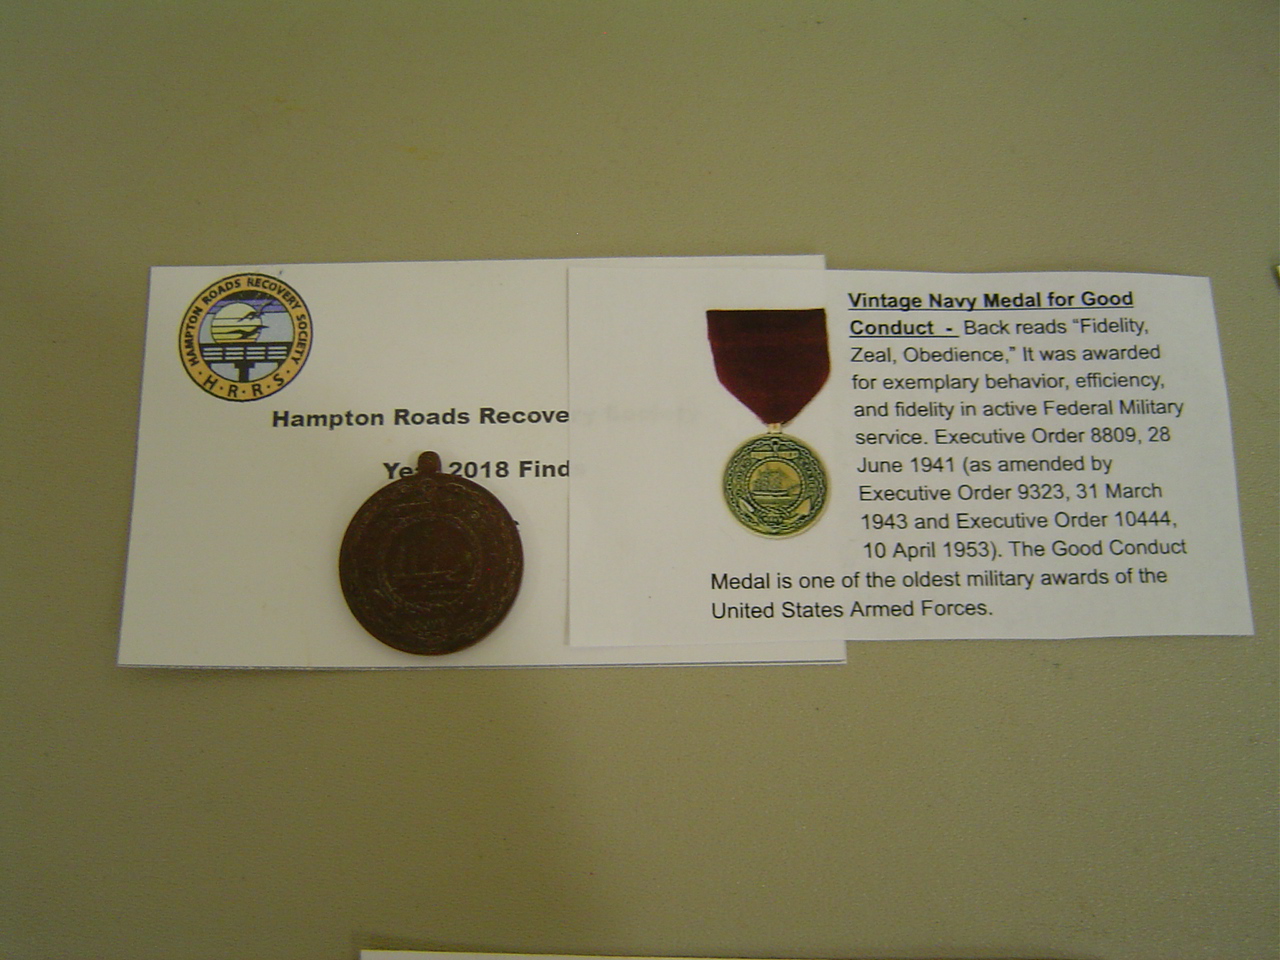 HAMPTON ROADS RECOVERY SOCIETY
H.R.R.S.
Hampton Roads Recove
Year 2018 Find
Vintage Navy Medal for Good
Conduct - Back reads “Fidelity,
Zeal, Obedience,” It was awarded
for exemplary behavior, efficiency,
and fidelity in active Federal Military
service. Executive Order 8809, 28
June 1941 (as amended by
Executive Order 9323, 31 March
1943 and Executive Order 10444,
10 April 1953). The Good Conduct
Medal is one of the oldest military awards of the
United States Armed Forces.